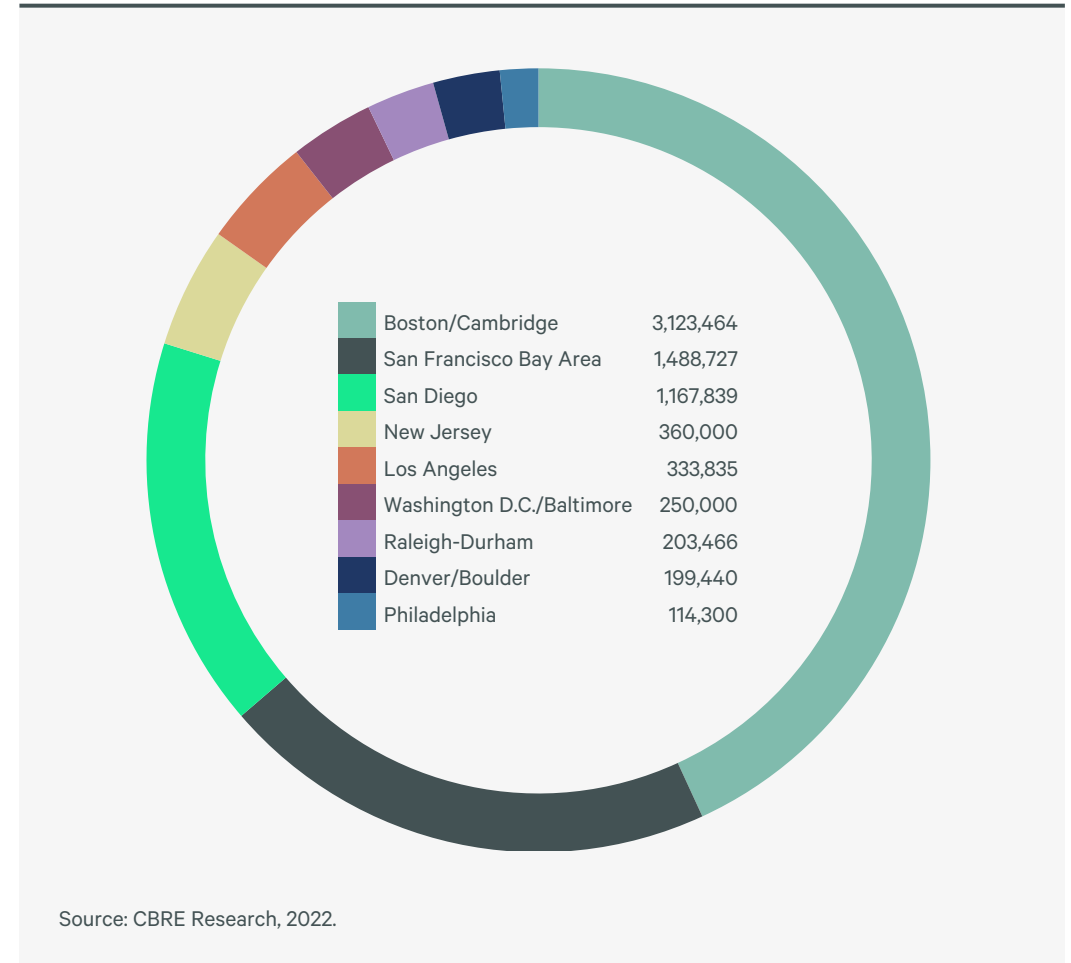 Boston/Cambridge 3,123,464
San Francisco Bay Area 1,488,727
San Diego 1,167,839
New Jersey 360,000
Los Angeles 333,835
Washington D.C./Baltimore 250,000
Raleigh-Durham 203,466
Denver/Boulder 199,440
Philadelphia 114,300
Source: CBRE Research, 2022.